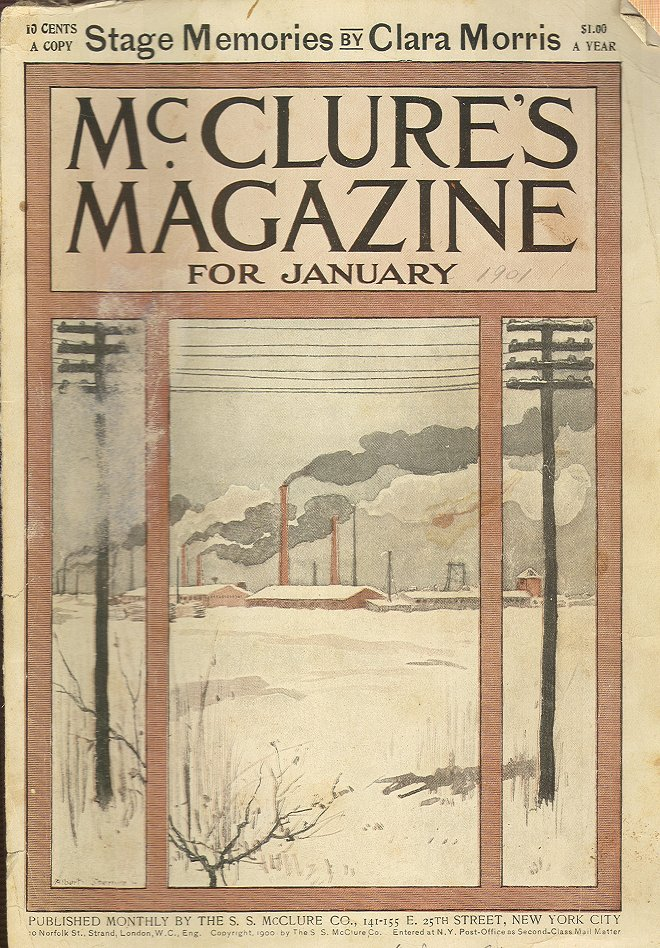 10 CENTS
A COPY
Stage Memories BY Clara Morris
$1.00
A YEAR
McCLURE'S
MAGAZINE
FOR JANUARY 1901
PUBLISHED MONTHLY BY THE S. S. McCLURE CO., 141-155 E. 25TH STREET, NEW YORK CITY
10 Norfolk St., Strand, London, W.C., Eng. Copyright, 1900 by The S. S. McClure Co. Entered at N.Y. Post-Office as Second-Class Mail Matter